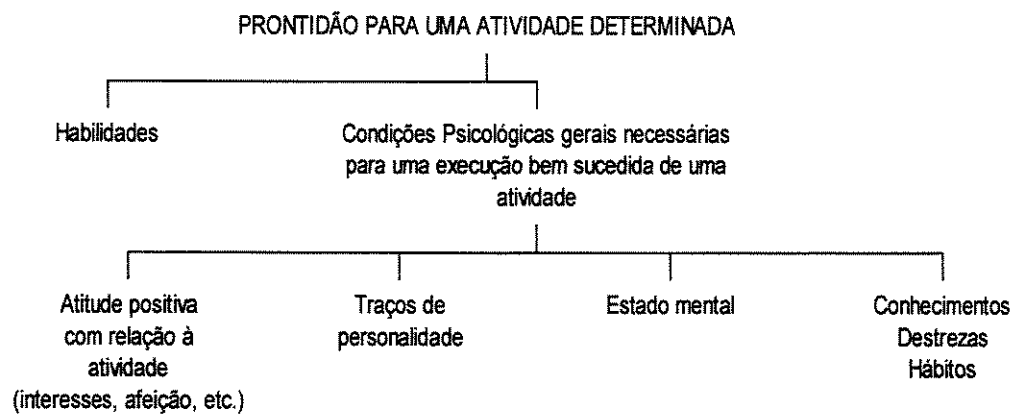 PRONTIDÃO PARA UMA ATIVIDADE DETERMINADA
Habilidades
Condições Psicológicas gerais necessárias
para uma execução bem sucedida de uma
atividade
Atitude positiva
com relação à
atividade
(interesses, afeição, etc.)
Traços de
personalidade
Estado mental
Conhecimentos
Destrezas
Hábitos